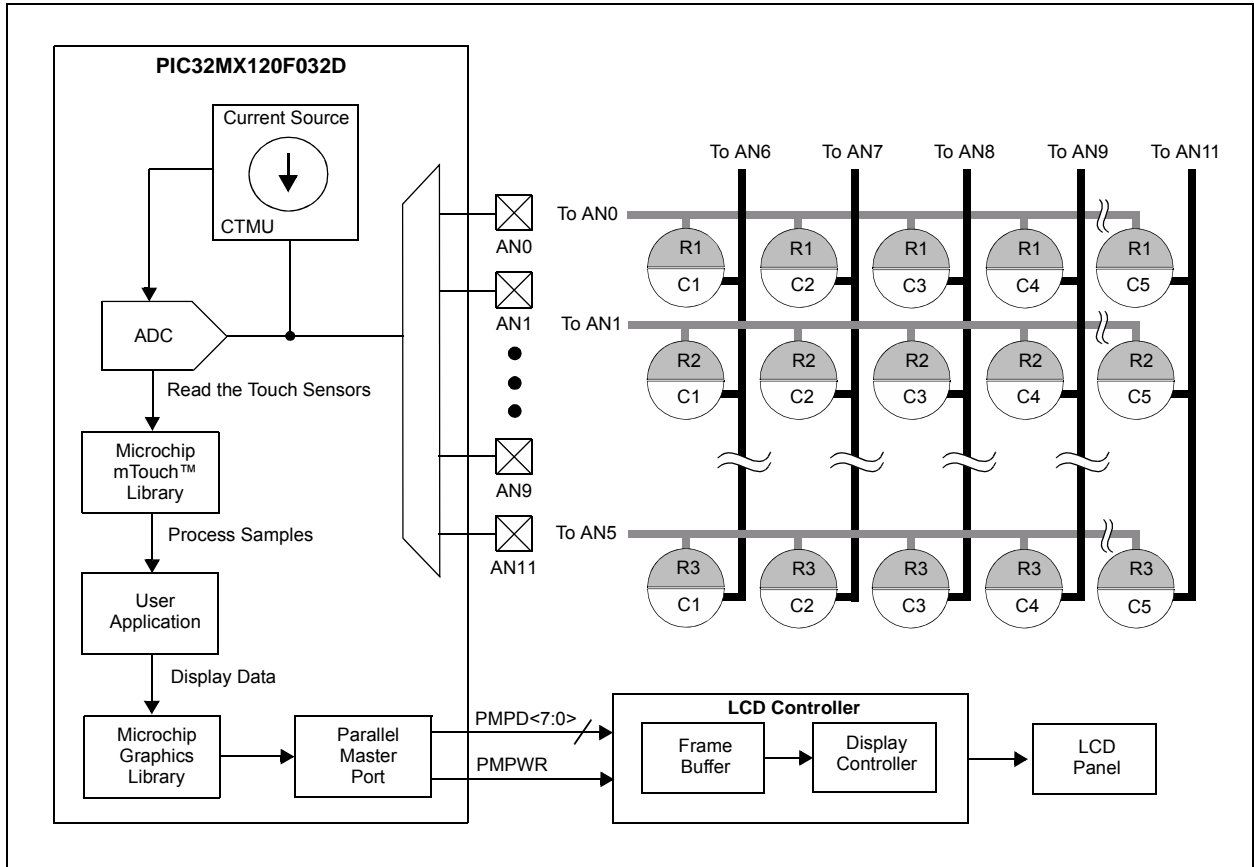 PIC32MX120F032D
Current Source
CTMU
ADC
Read the Touch Sensors
Microchip
mTouch™
Library
Process Samples
User
Application
Display Data
Microchip
Graphics
Library
Parallel
Master
Port
AN0
AN1
AN9
AN11
To AN6 To AN7 To AN8 To AN9 To AN11
To AN0
R1 R1 R1 R1 R1
C1 C2 C3 C4 C5
To AN1
R2 R2 R2 R2 R2
C1 C2 C3 C4 C5
To AN5
R3 R3 R3 R3 R3
C1 C2 C3 C4 C5
PMPD<7:0>
PMPWR
LCD Controller
Frame
Buffer
Display
Controller
LCD
Panel